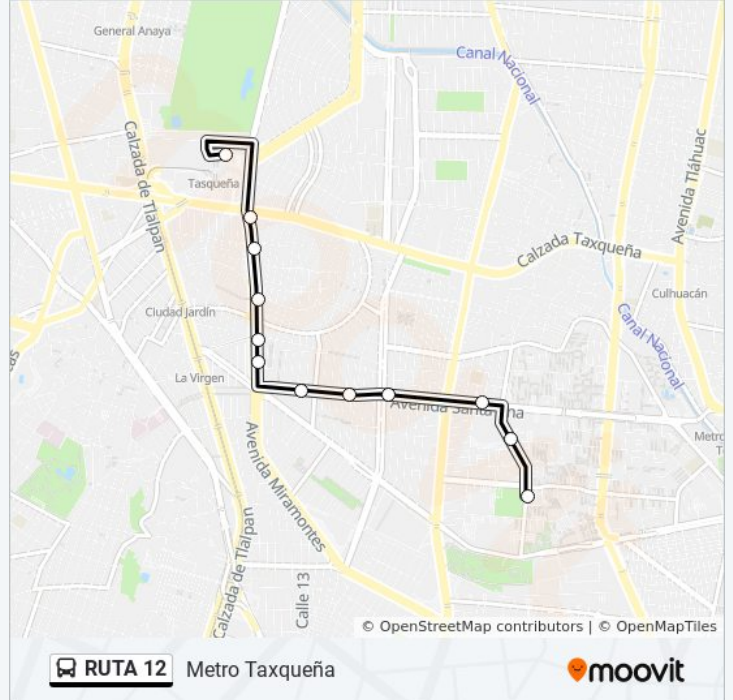 General Anaya
Canal Nacional
Calzada de Tlalpan
Avenida Tláhuac
Tasqueña
Calzada Taxqueña
Culhuacán
Ciudad Jardín
Canal Nacional
La Virgen
Avenida Santa Ana
Metro
T
as
Avenida Miramontes
Calzada de Tlalpan
Calle 13
© OpenStreetMap contributors | © OpenMapTiles
RUTA 12 Metro Taxqueña
moovit